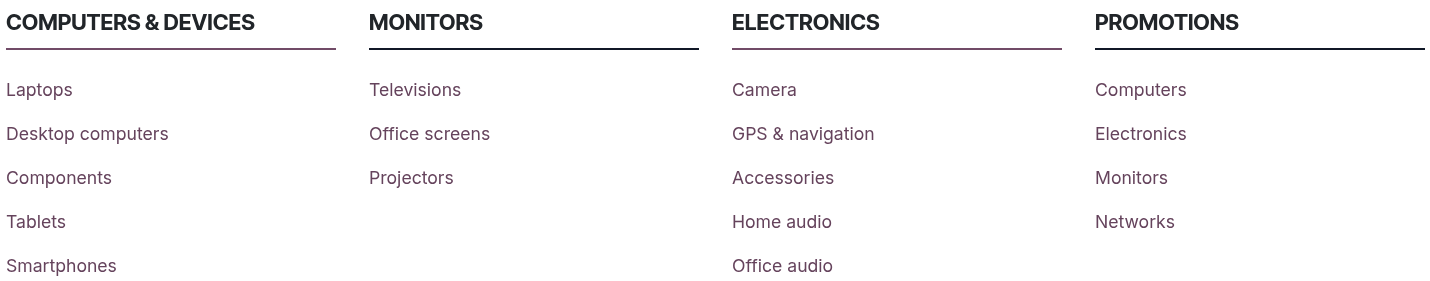 COMPUTERS & DEVICES
Laptops
Desktop computers
Components
Tablets
Smartphones
MONITORS
Televisions
Office screens
Projectors
ELECTRONICS
Camera
GPS & navigation
Accessories
Home audio
Office audio
PROMOTIONS
Computers
Electronics
Monitors
Networks